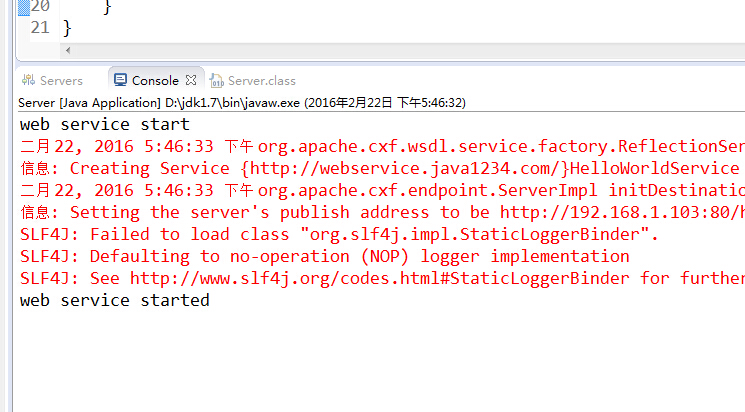 20 }
21 }
Servers Console Server.class
Server [Java Application] D:\jdk1.7\bin\javaw.exe (2016年2月22日 下午5:46:32)
web service start
二月 22, 2016 5:46:33 下午 org.apache.cxf.wsdl.service.factory.ReflectionSer
信息: Creating Service {http://webservice.java1234.com/}HelloWorldService
二月 22, 2016 5:46:33 下午 org.apache.cxf.endpoint.ServerImpl initDestinatio
信息: Setting the server's publish address to be http://192.168.1.103:80/h
SLF4J: Failed to load class "org.slf4j.impl.StaticLoggerBinder".
SLF4J: Defaulting to no-operation (NOP) logger implementation
SLF4J: See http://www.slf4j.org/codes.html#StaticLoggerBinder for further
web service started